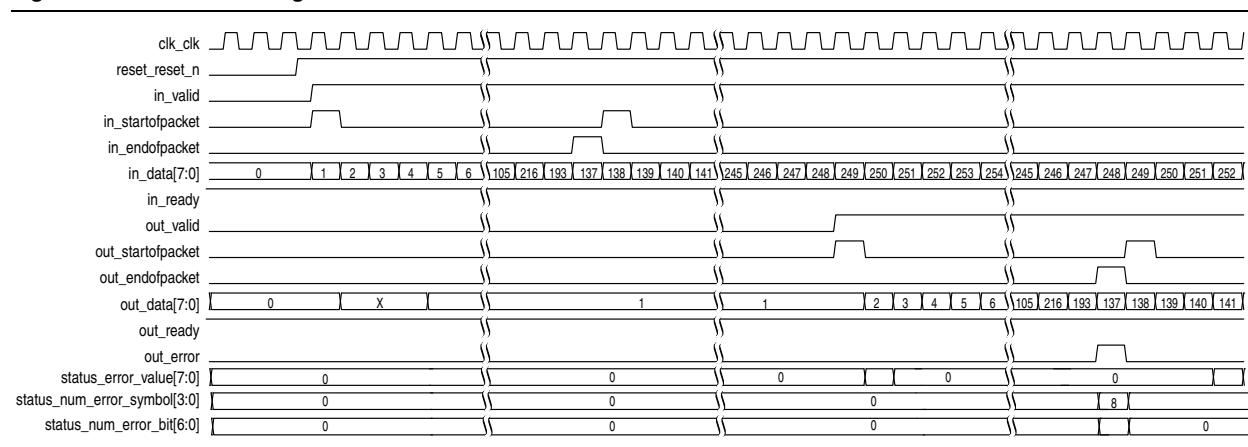 clk_clk
reset_reset_n
in_valid
in_startofpacket
in_endofpacket
in_data[7:0] 0 1 2 3 4 5 6 105 216 193 137 138 139 140 141 245 246 247 248 249 250 251 252 253 254 245 246 247 248 249 250 251 252
in_ready
out_valid
out_startofpacket
out_endofpacket
out_data[7:0] 0 X 1 1 2 3 4 5 6 105 216 193 137 138 139 140 141
out_ready
out_error
status_error_value[7:0] 0 0 0 0 0
status_num_error_symbol[3:0] 0 0 0 8
status_num_error_bit[6:0] 0 0 0 0